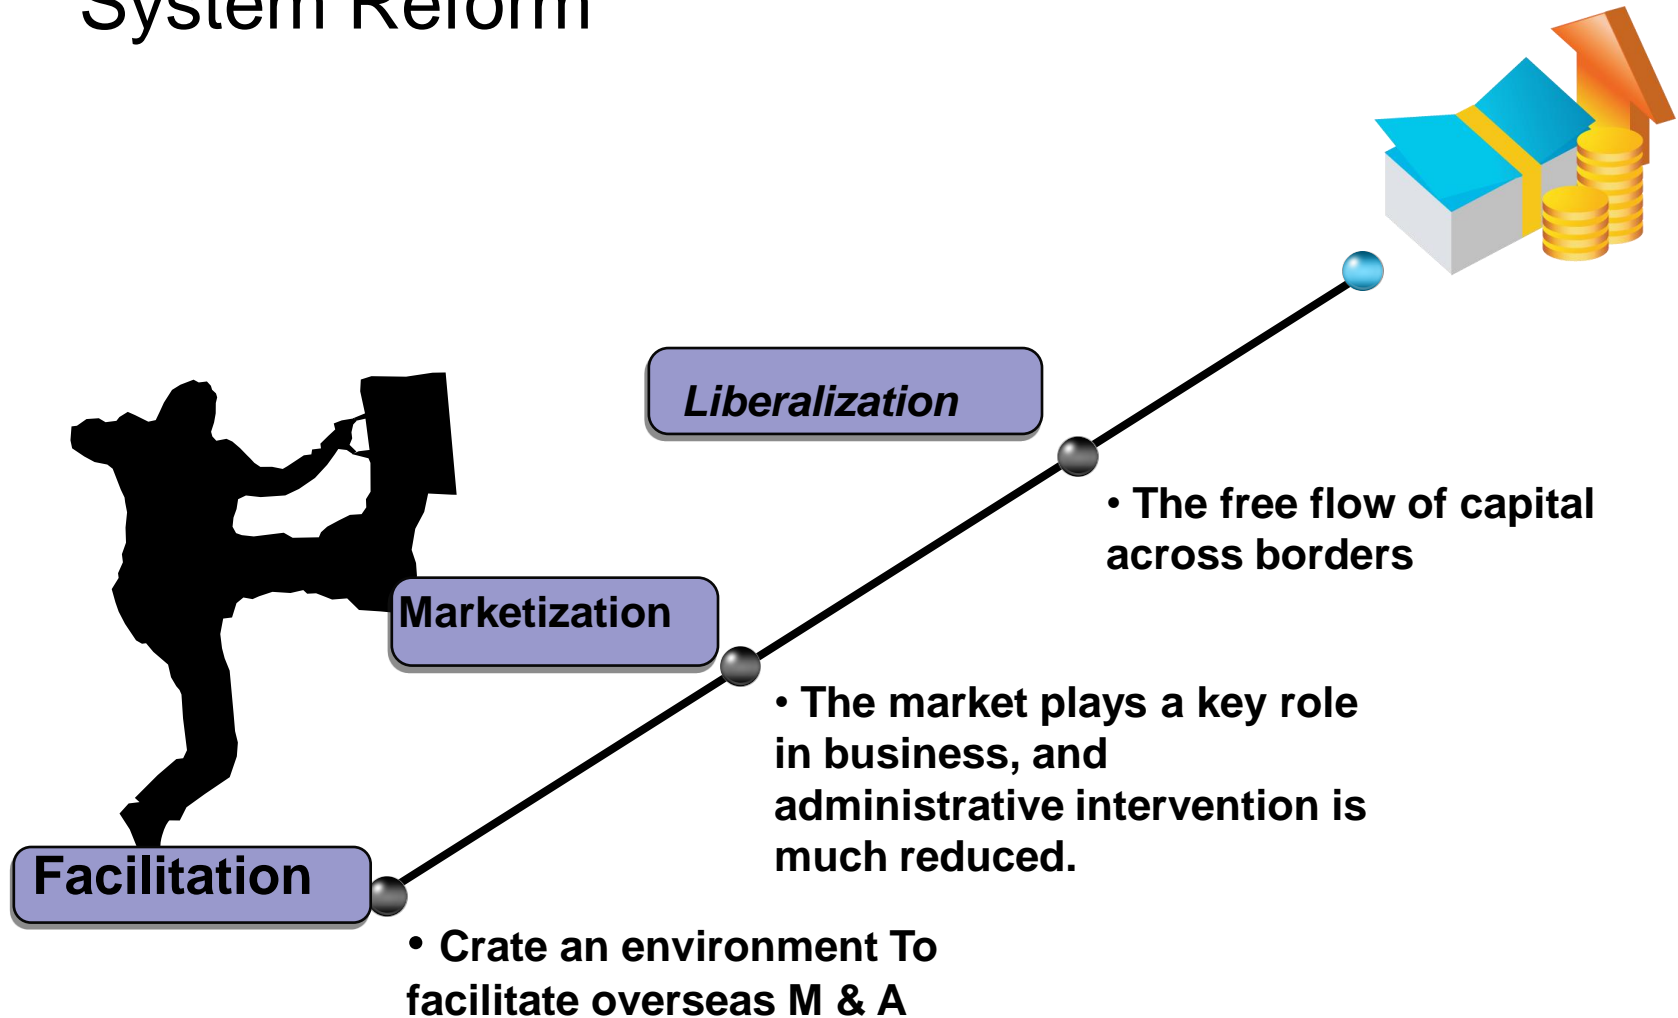 System Reform
Liberalization
• The free flow of capital
across borders
Marketization
• The market plays a key role
in business, and
administrative intervention is
much reduced.
Facilitation
• Crate an environment To
facilitate overseas M & A